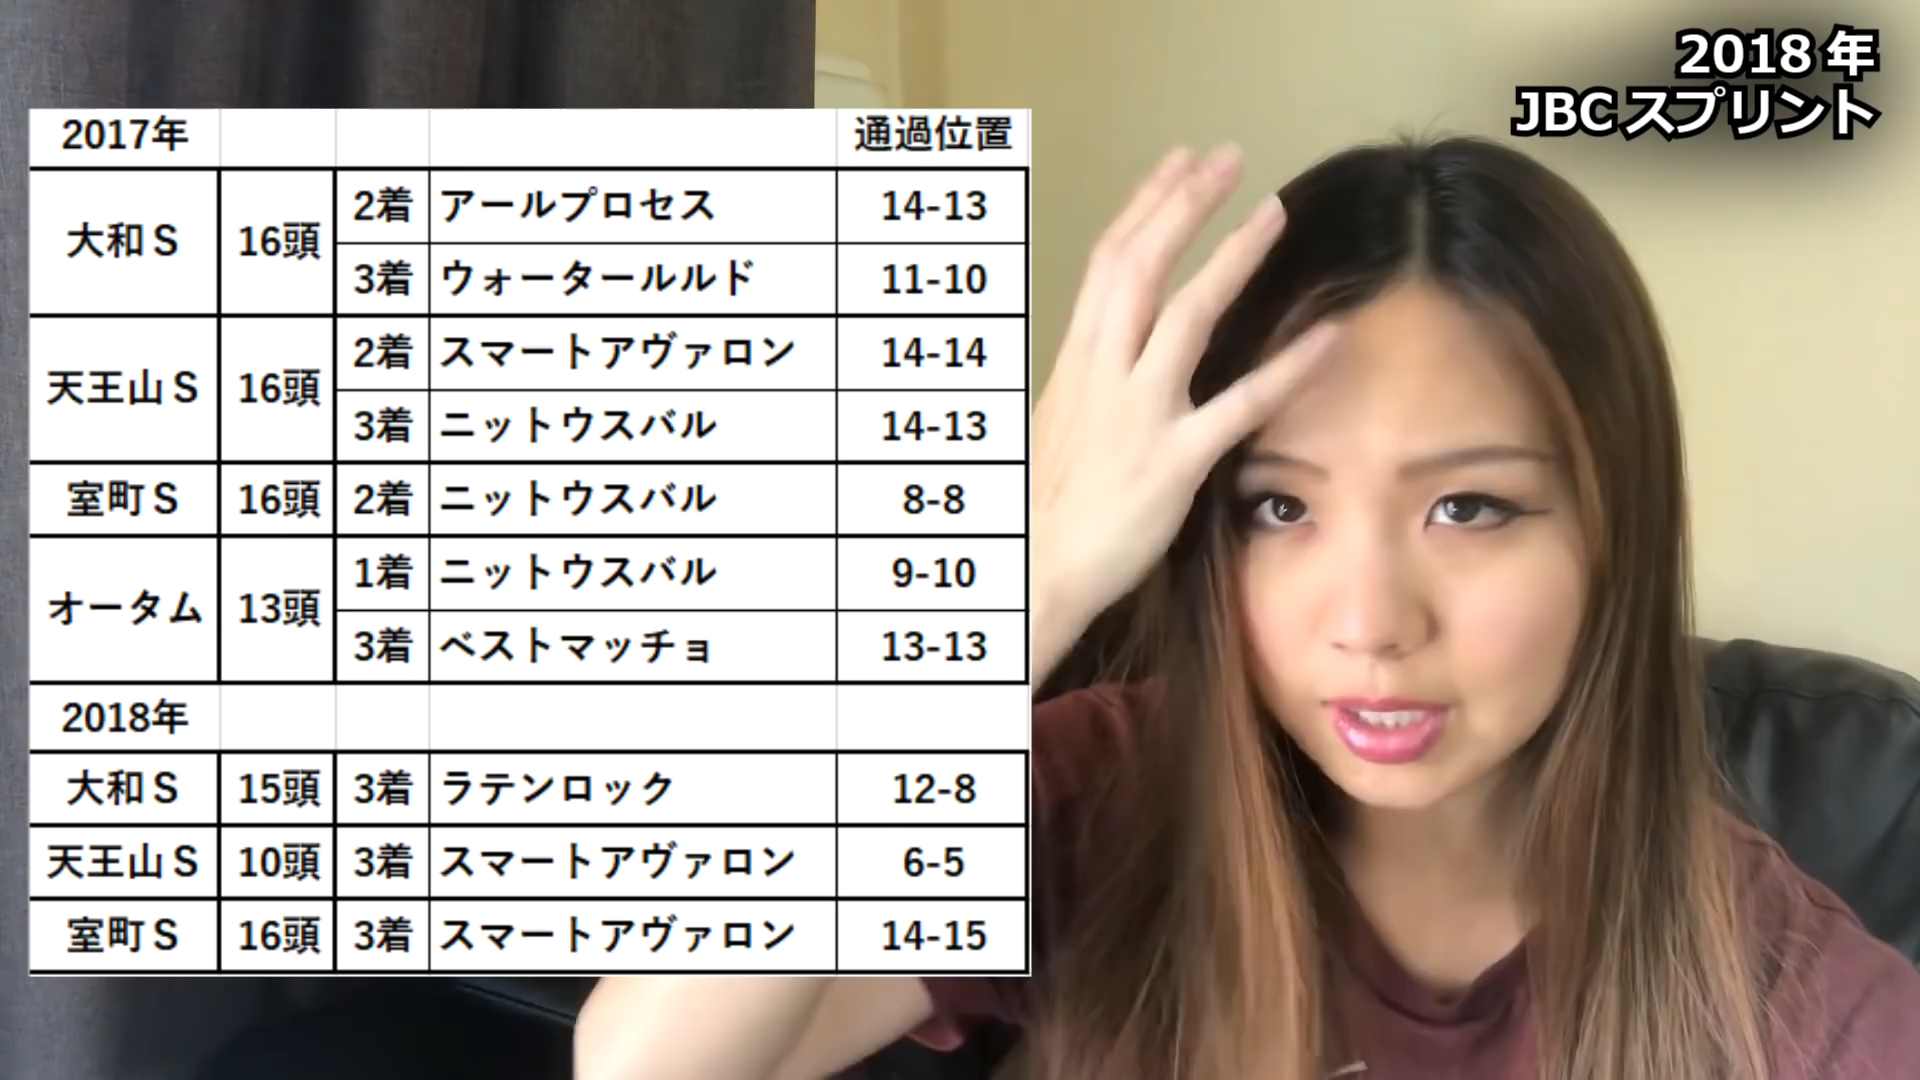 2018年
JBCスプリント
2017年 通過位置
大和S 16頭 2着 アールプロセス 14-13
3着 ウォータールルド 11-10
天王山S 16頭 2着 スマートアヴァロン 14-14
3着 ニットウスバル 14-13
室町S 16頭 2着 ニットウスバル 8-8
オータム 13頭 1着 ニットウスバル 9-10
3着 ベストマッチョ 13-13
2018年
大和S 15頭 3着 ラテンロック 12-8
天王山S 10頭 3着 スマートアヴァロン 6-5
室町S 16頭 3着 スマートアヴァロン 14-15